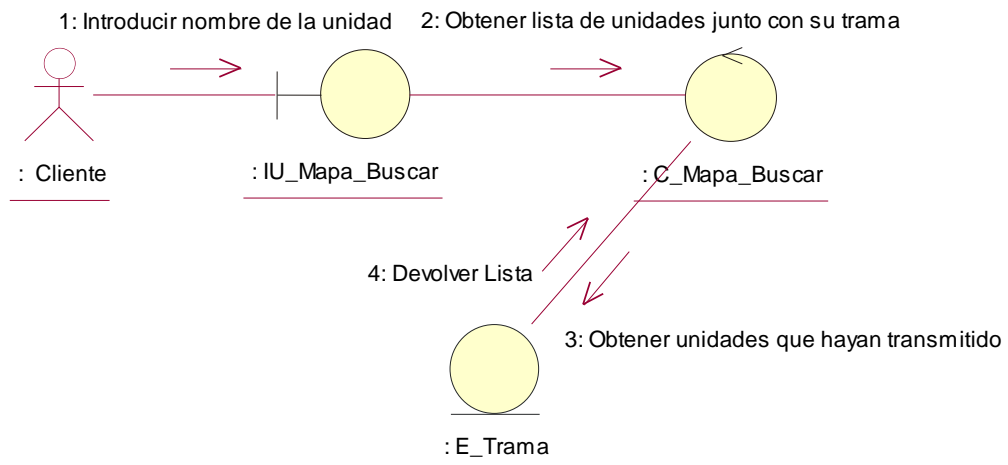 1: Introducir nombre de la unidad
2: Obtener lista de unidades junto con su trama
: Cliente
: IU_Mapa_Buscar
: C_Mapa_Buscar
4: Devolver Lista
3: Obtener unidades que hayan transmitido
: E_Trama